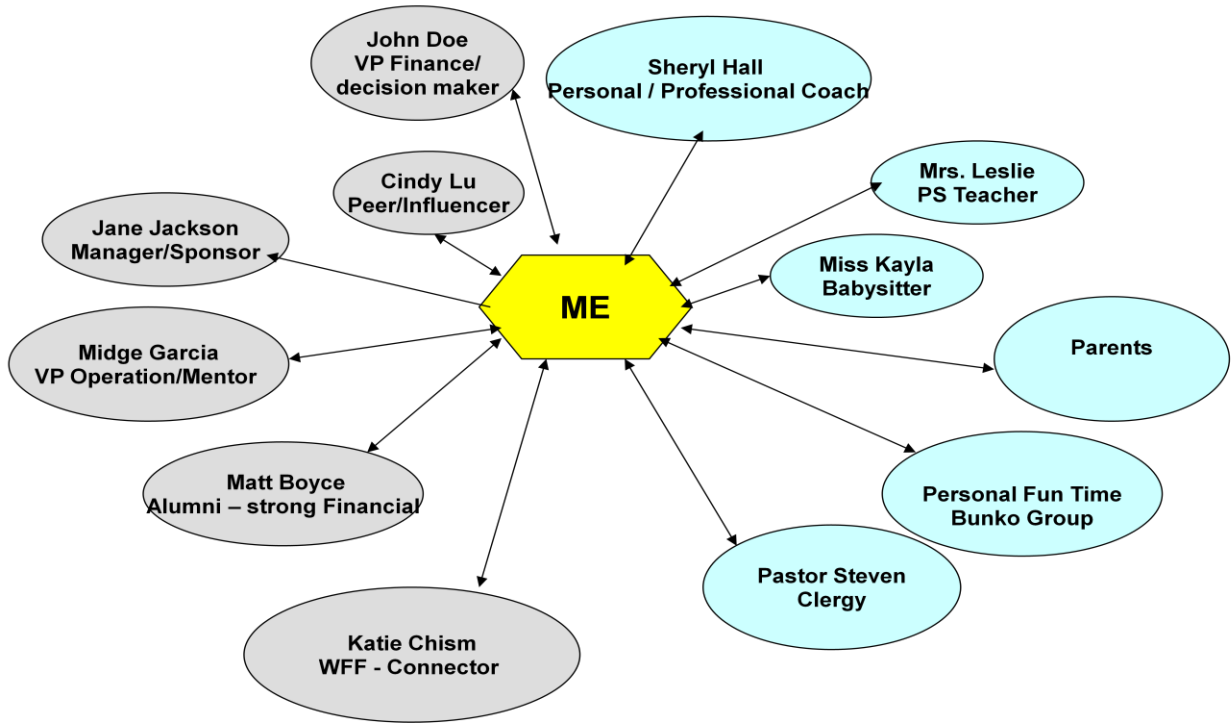 John Doe
VP Finance/
decision maker
Sheryl Hall
Personal / Professional Coach
Cindy Lu
Peer/Influencer
Mrs. Leslie
PS Teacher
Jane Jackson
Manager/Sponsor
Miss Kayla
Babysitter
ME
Midge Garcia
VP Operation/Mentor
Parents
Matt Boyce
Alumni – strong Financial
Personal Fun Time
Bunko Group
Pastor Steven
Clergy
Katie Chism
WFF - Connector